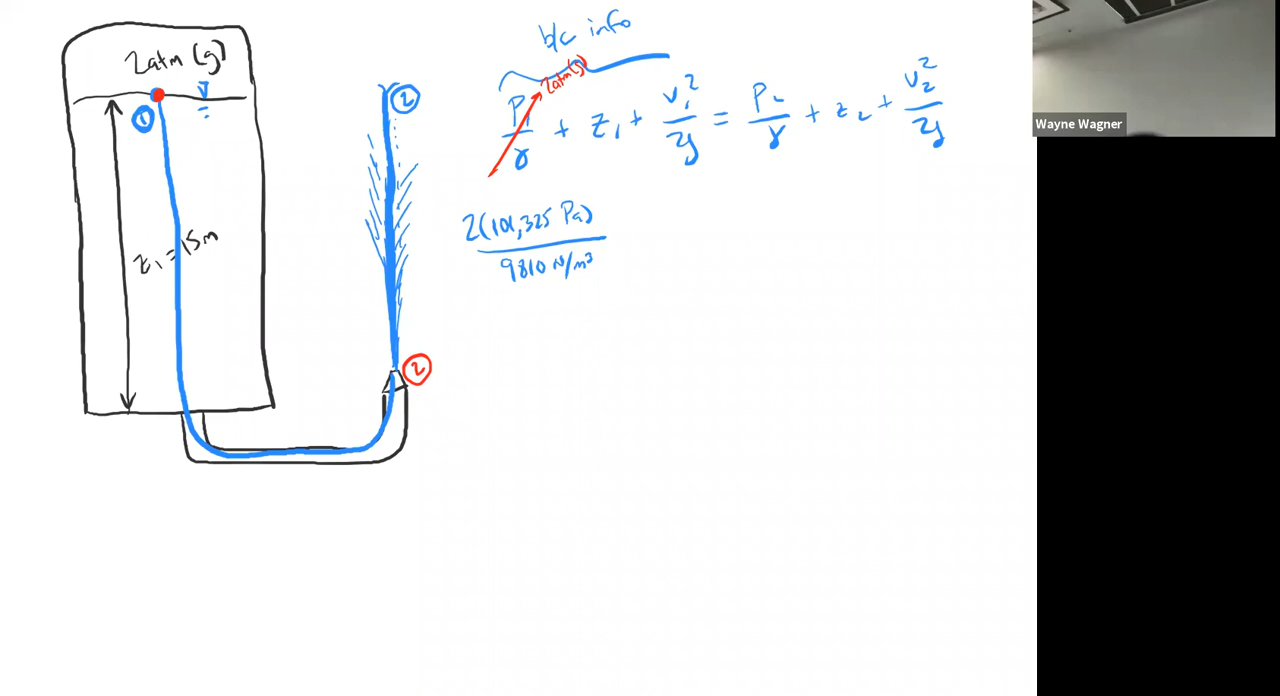 2atm (g)
①
z₁ = 15m
②
②
b/c info
2atm(g)
P₁/γ + z₁ + v₁²/2g = P₂/γ + z₂ + v₂²/2g
2(101,325 Pa)
9810 N/m³
Wayne Wagner